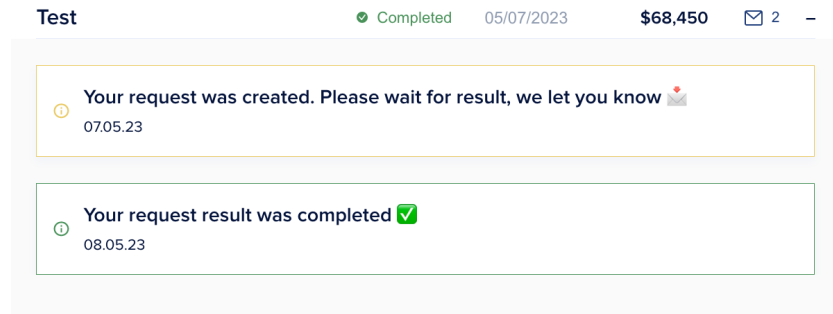 Test Completed 05/07/2023 $68,450 2 –
Your request was created. Please wait for result, we let you know 📩
07.05.23
Your request result was completed ✅
08.05.23